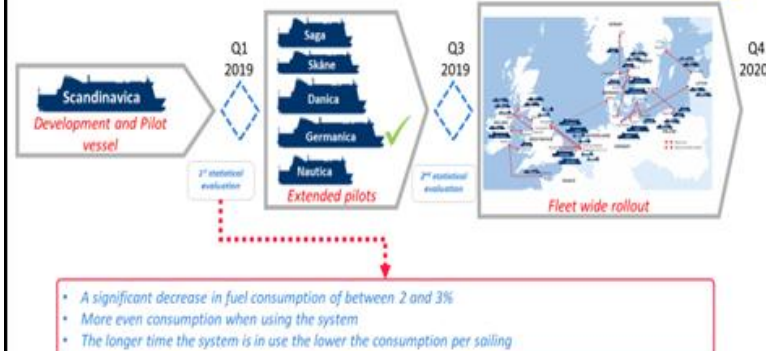 Q1
2019
Q3
2019
Q4
2020
Scandinavica
Development and Pilot
vessel
Saga
Skåne
Danica
Germanica
Nautica
Extended pilots
1st statistical
evaluation
2nd statistical
evaluation
Fleet wide rollout
• A significant decrease in fuel consumption of between 2 and 3%
• More even consumption when using the system
• The longer time the system is in use the lower the consumption per sailing